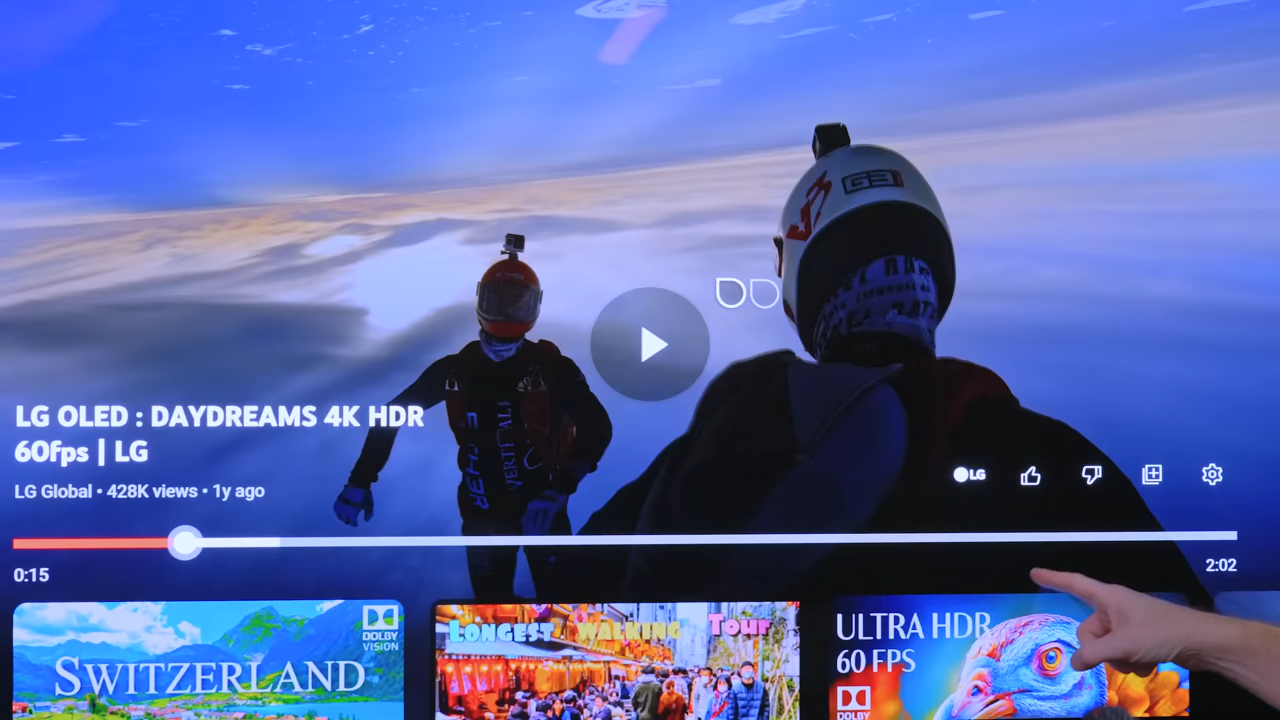 G3
LG OLED : DAYDREAMS 4K HDR
60fps | LG
LG Global • 428K views • 1y ago
LG
0:15
2:02
SWITZERLAND
DOLBY
VISION
LONGEST WALKING Tour
ULTRA HDR
60 FPS
DOLBY